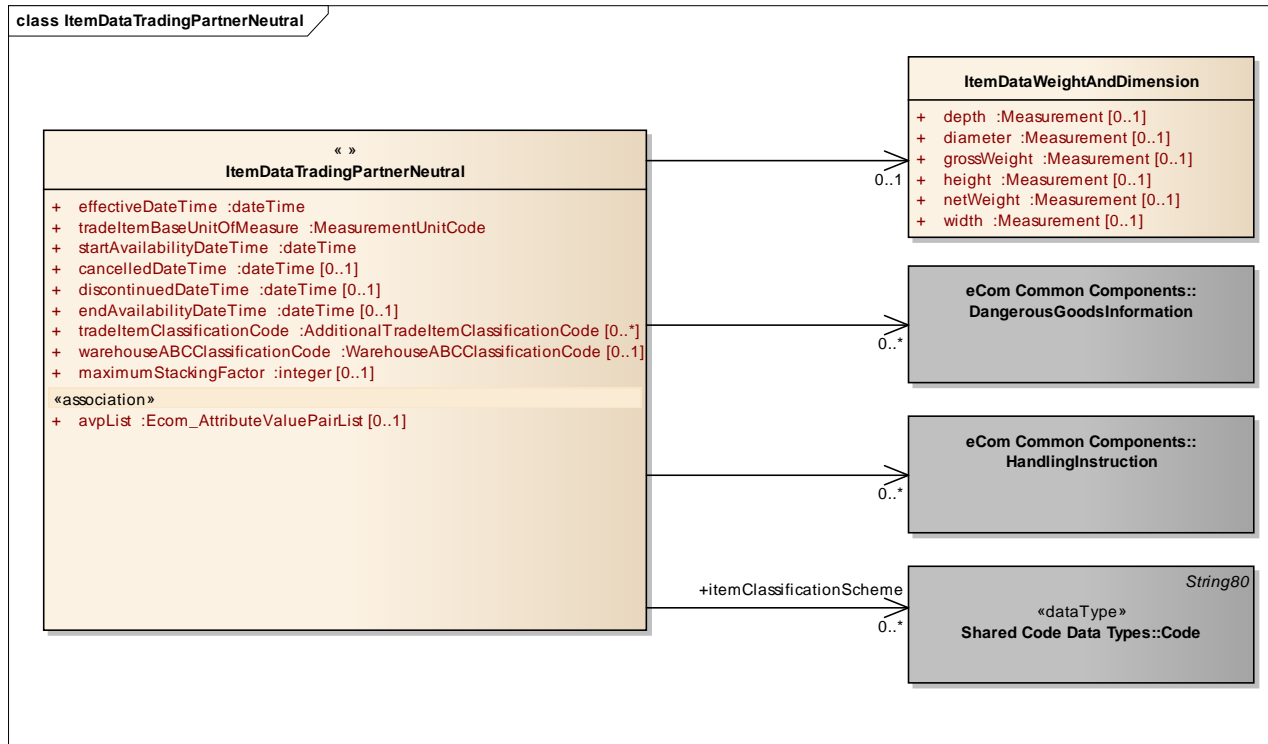 class ItemDataTradingPartnerNeutral
« »
ItemDataTradingPartnerNeutral
+ effectiveDateTime :dateTime
+ tradeItemBaseUnitOfMeasure :MeasurementUnitCode
+ startAvailabilityDateTime :dateTime
+ cancelledDateTime :dateTime [0..1]
+ discontinuedDateTime :dateTime [0..1]
+ endAvailabilityDateTime :dateTime [0..1]
+ tradeItemClassificationCode :AdditionalTradeItemClassificationCode [0..*]
+ warehouseABCClassificationCode :WarehouseABCClassificationCode [0..1]
+ maximumStackingFactor :integer [0..1]
«association»
+ avpList :Ecom_AttributeValuePairList [0..1]
0..1
ItemDataWeightAndDimension
+ depth :Measurement [0..1]
+ diameter :Measurement [0..1]
+ grossWeight :Measurement [0..1]
+ height :Measurement [0..1]
+ netWeight :Measurement [0..1]
+ width :Measurement [0..1]
0..*
eCom Common Components::
DangerousGoodsInformation
0..*
eCom Common Components::
HandlingInstruction
+itemClassificationScheme
0..*
String80
«dataType»
Shared Code Data Types::Code